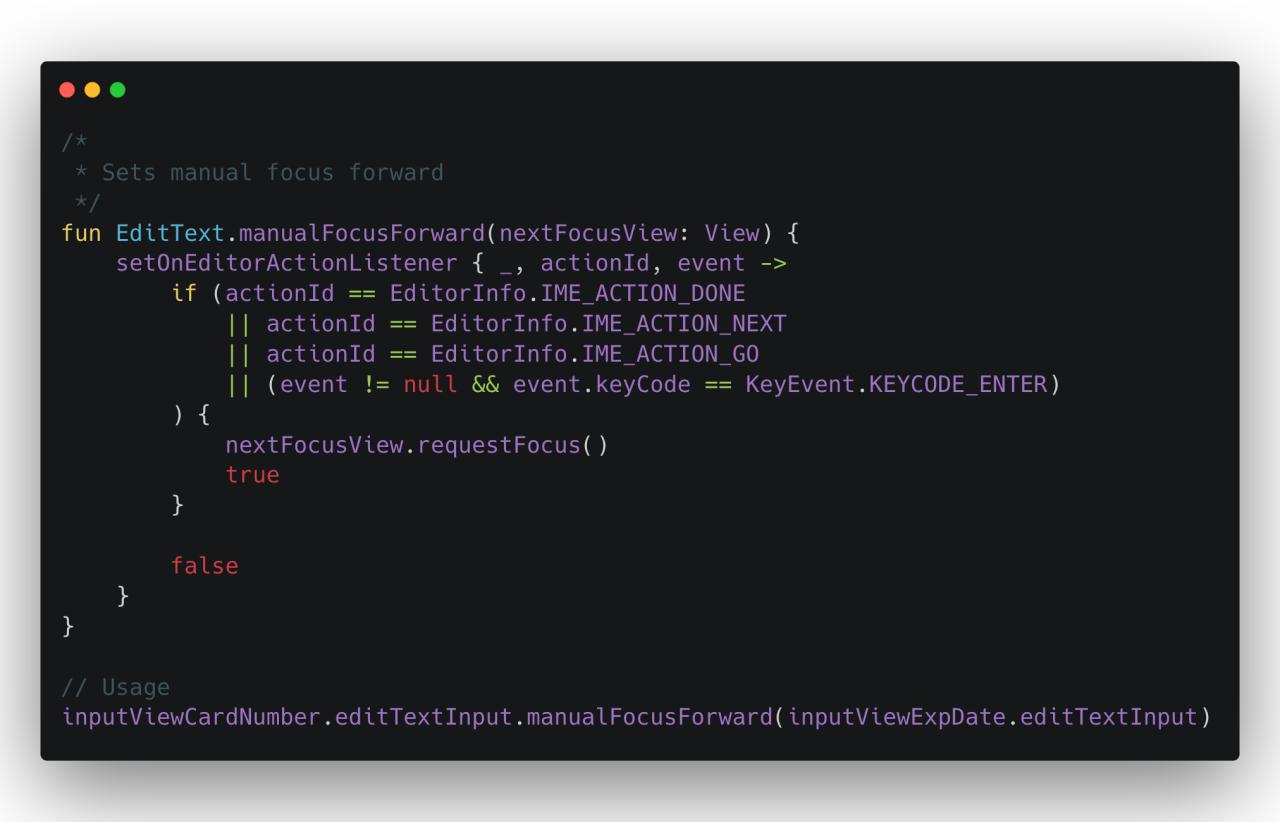 /*
 * Sets manual focus forward
 */
fun EditText.manualFocusForward(nextFocusView: View) {
    setOnEditorActionListener { _, actionId, event ->
        if (actionId == EditorInfo.IME_ACTION_DONE
            || actionId == EditorInfo.IME_ACTION_NEXT
            || actionId == EditorInfo.IME_ACTION_GO
            || (event != null && event.keyCode == KeyEvent.KEYCODE_ENTER)
        ) {
            nextFocusView.requestFocus()
            true
        }

        false
    }
}

// Usage
inputViewCardNumber.editTextInput.manualFocusForward(inputViewExpDate.editTextInput)